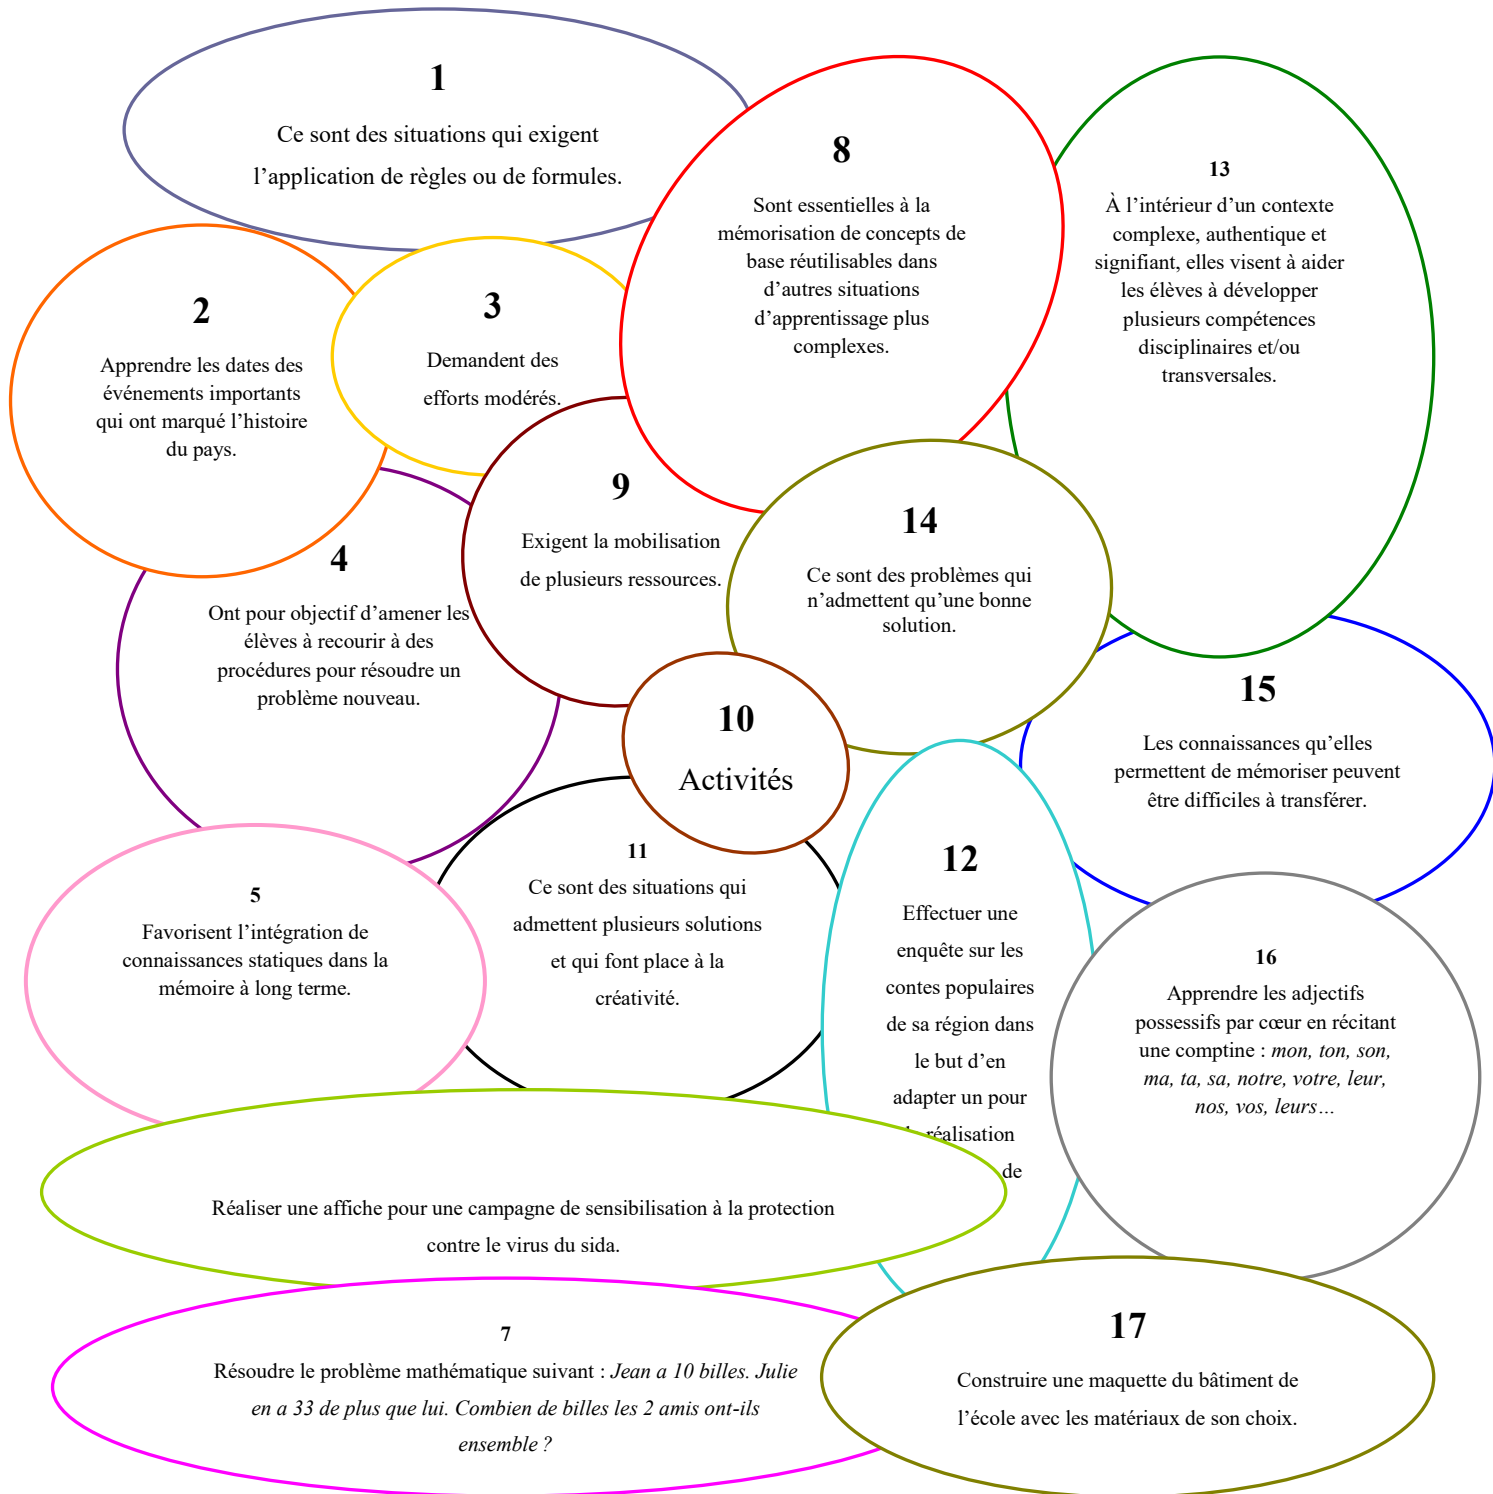 1
Ce sont des situations qui exigent
l’application de règles ou de formules.
2
Apprendre les dates des
événements importants
qui ont marqué l’histoire
du pays.
3
Demandent des
efforts modérés.
4
Ont pour objectif d’amener les
élèves à recourir à des
procédures pour résoudre un
problème nouveau.
5
Favorisent l’intégration de
connaissances statiques dans la
mémoire à long terme.
Réaliser une affiche pour une campagne de sensibilisation à la protection
contre le virus du sida.
7
Résoudre le problème mathématique suivant : Jean a 10 billes. Julie
en a 33 de plus que lui. Combien de billes les 2 amis ont-ils
ensemble ?
8
Sont essentielles à la
mémorisation de concepts de
base réutilisables dans
d’autres situations
d’apprentissage plus
complexes.
9
Exigent la mobilisation
de plusieurs ressources.
10
Activités
11
Ce sont des situations qui
admettent plusieurs solutions
et qui font place à la
créativité.
12
Effectuer une
enquête sur les
contes populaires
de sa région dans
le but d’en
adapter un pour
réalisation
de
13
À l’intérieur d’un contexte
complexe, authentique et
signifiant, elles visent à aider
les élèves à développer
plusieurs compétences
disciplinaires et/ou
transversales.
14
Ce sont des problèmes qui
n’admettent qu’une bonne
solution.
15
Les connaissances qu’elles
permettent de mémoriser peuvent
être difficiles à transférer.
16
Apprendre les adjectifs
possessifs par cœur en récitant
une comptine : mon, ton, son,
ma, ta, sa, notre, votre, leur,
nos, vos, leurs…
17
Construire une maquette du bâtiment de
l’école avec les matériaux de son choix.